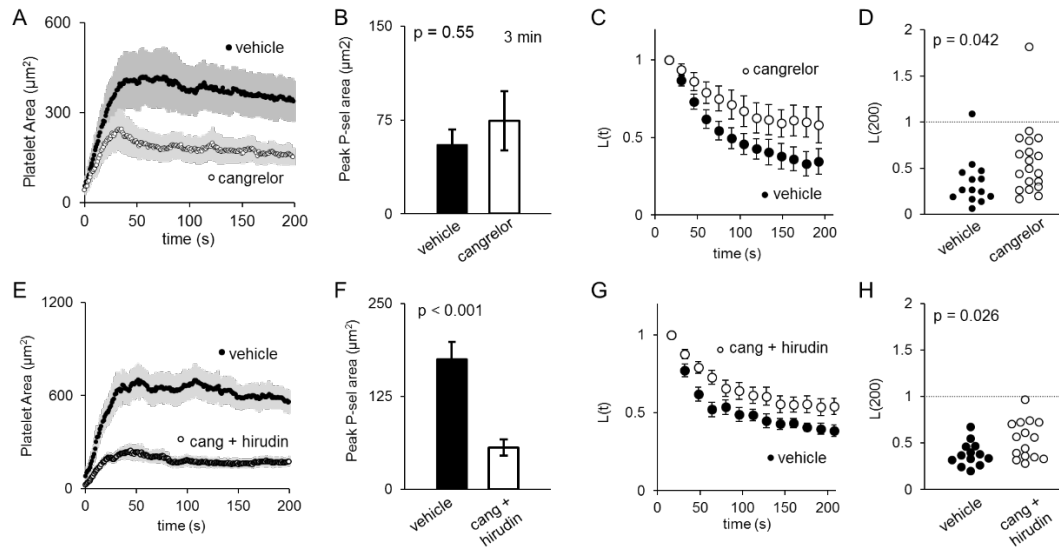 A
Platelet Area (µm²)
600
400
200
0
0 50 100 150 200
time (s)
vehicle
cangrelor
B
Peak P-sel area (µm2)
150
75
0
p = 0.55
3 min
vehicle
cangrelor
C
L(t)
1
0.5
0
0 50 100 150 200
time (s)
cangrelor
vehicle
D
L(200)
2
1.5
1
0.5
0
p = 0.042
vehicle
cangrelor
E
Platelet Area (µm²)
1200
900
600
300
0
0 50 100 150 200
time (s)
vehicle
cang + hirudin
F
Peak P-sel area (µm²)
250
135
0
p < 0.001
vehicle
cang +
hirudin
G
L(t)
1
0.5
0
0 50 100 150 200
time (s)
cang + hirudin
vehicle
H
L(200)
2
1.5
1
0.5
0
p = 0.026
vehicle
cang +
hirudin